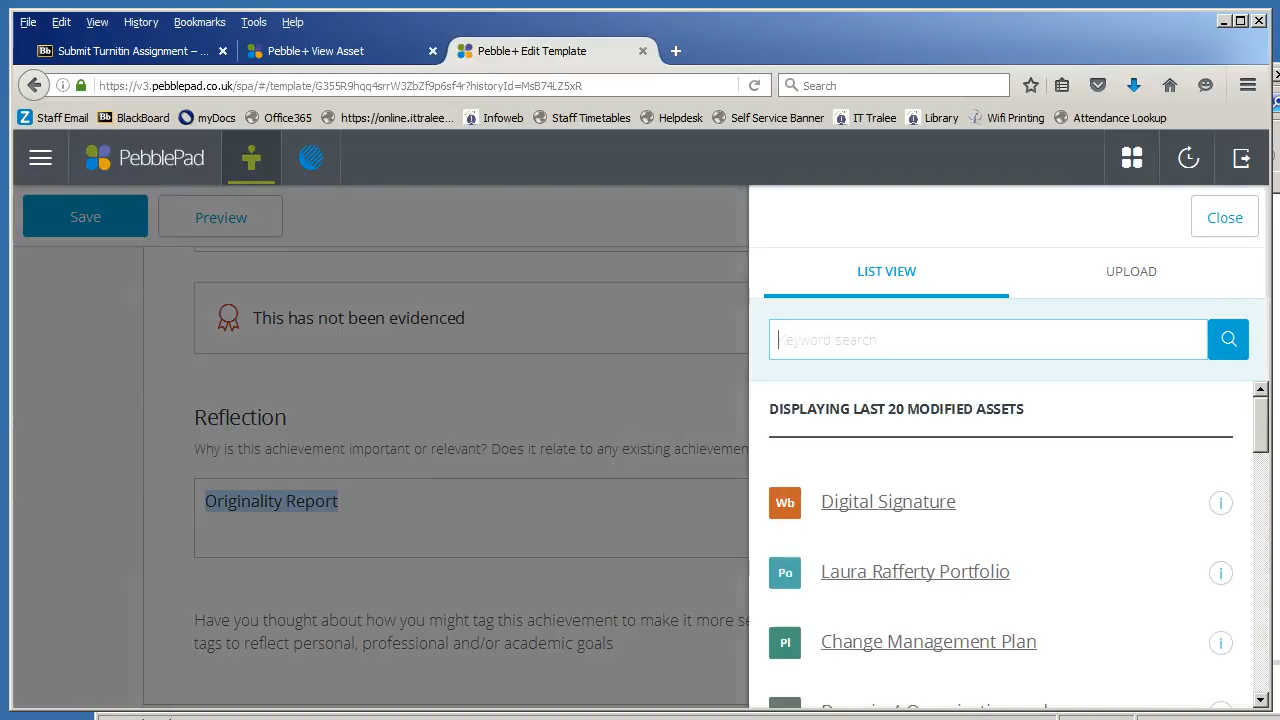 File Edit View History Bookmarks Tools Help
Bb Submit Turnitin Assignment – ... Pebble+ View Asset Pebble+ Edit Template
https://v3.pebblepad.co.uk/spa/#/template/G355R9hqq4srrW3ZbZf9p6sf4r?historyId=MsB74LZ5xR Search
Staff Email Bb BlackBoard myDocs Office365 https://online.ittralee... Infoweb Staff Timetables Helpdesk Self Service Banner IT Tralee Library Wifi Printing Attendance Lookup
PebblePad
Save Preview Close
LIST VIEW UPLOAD
This has not been evidenced
Keyword search
DISPLAYING LAST 20 MODIFIED ASSETS
Reflection
Why is this achievement important or relevant? Does it relate to any existing achievemen
Originality Report
Wb Digital Signature i
Po Laura Rafferty Portfolio i
Have you thought about how you might tag this achievement to make it more se
tags to reflect personal, professional and/or academic goals
Pl Change Management Plan i